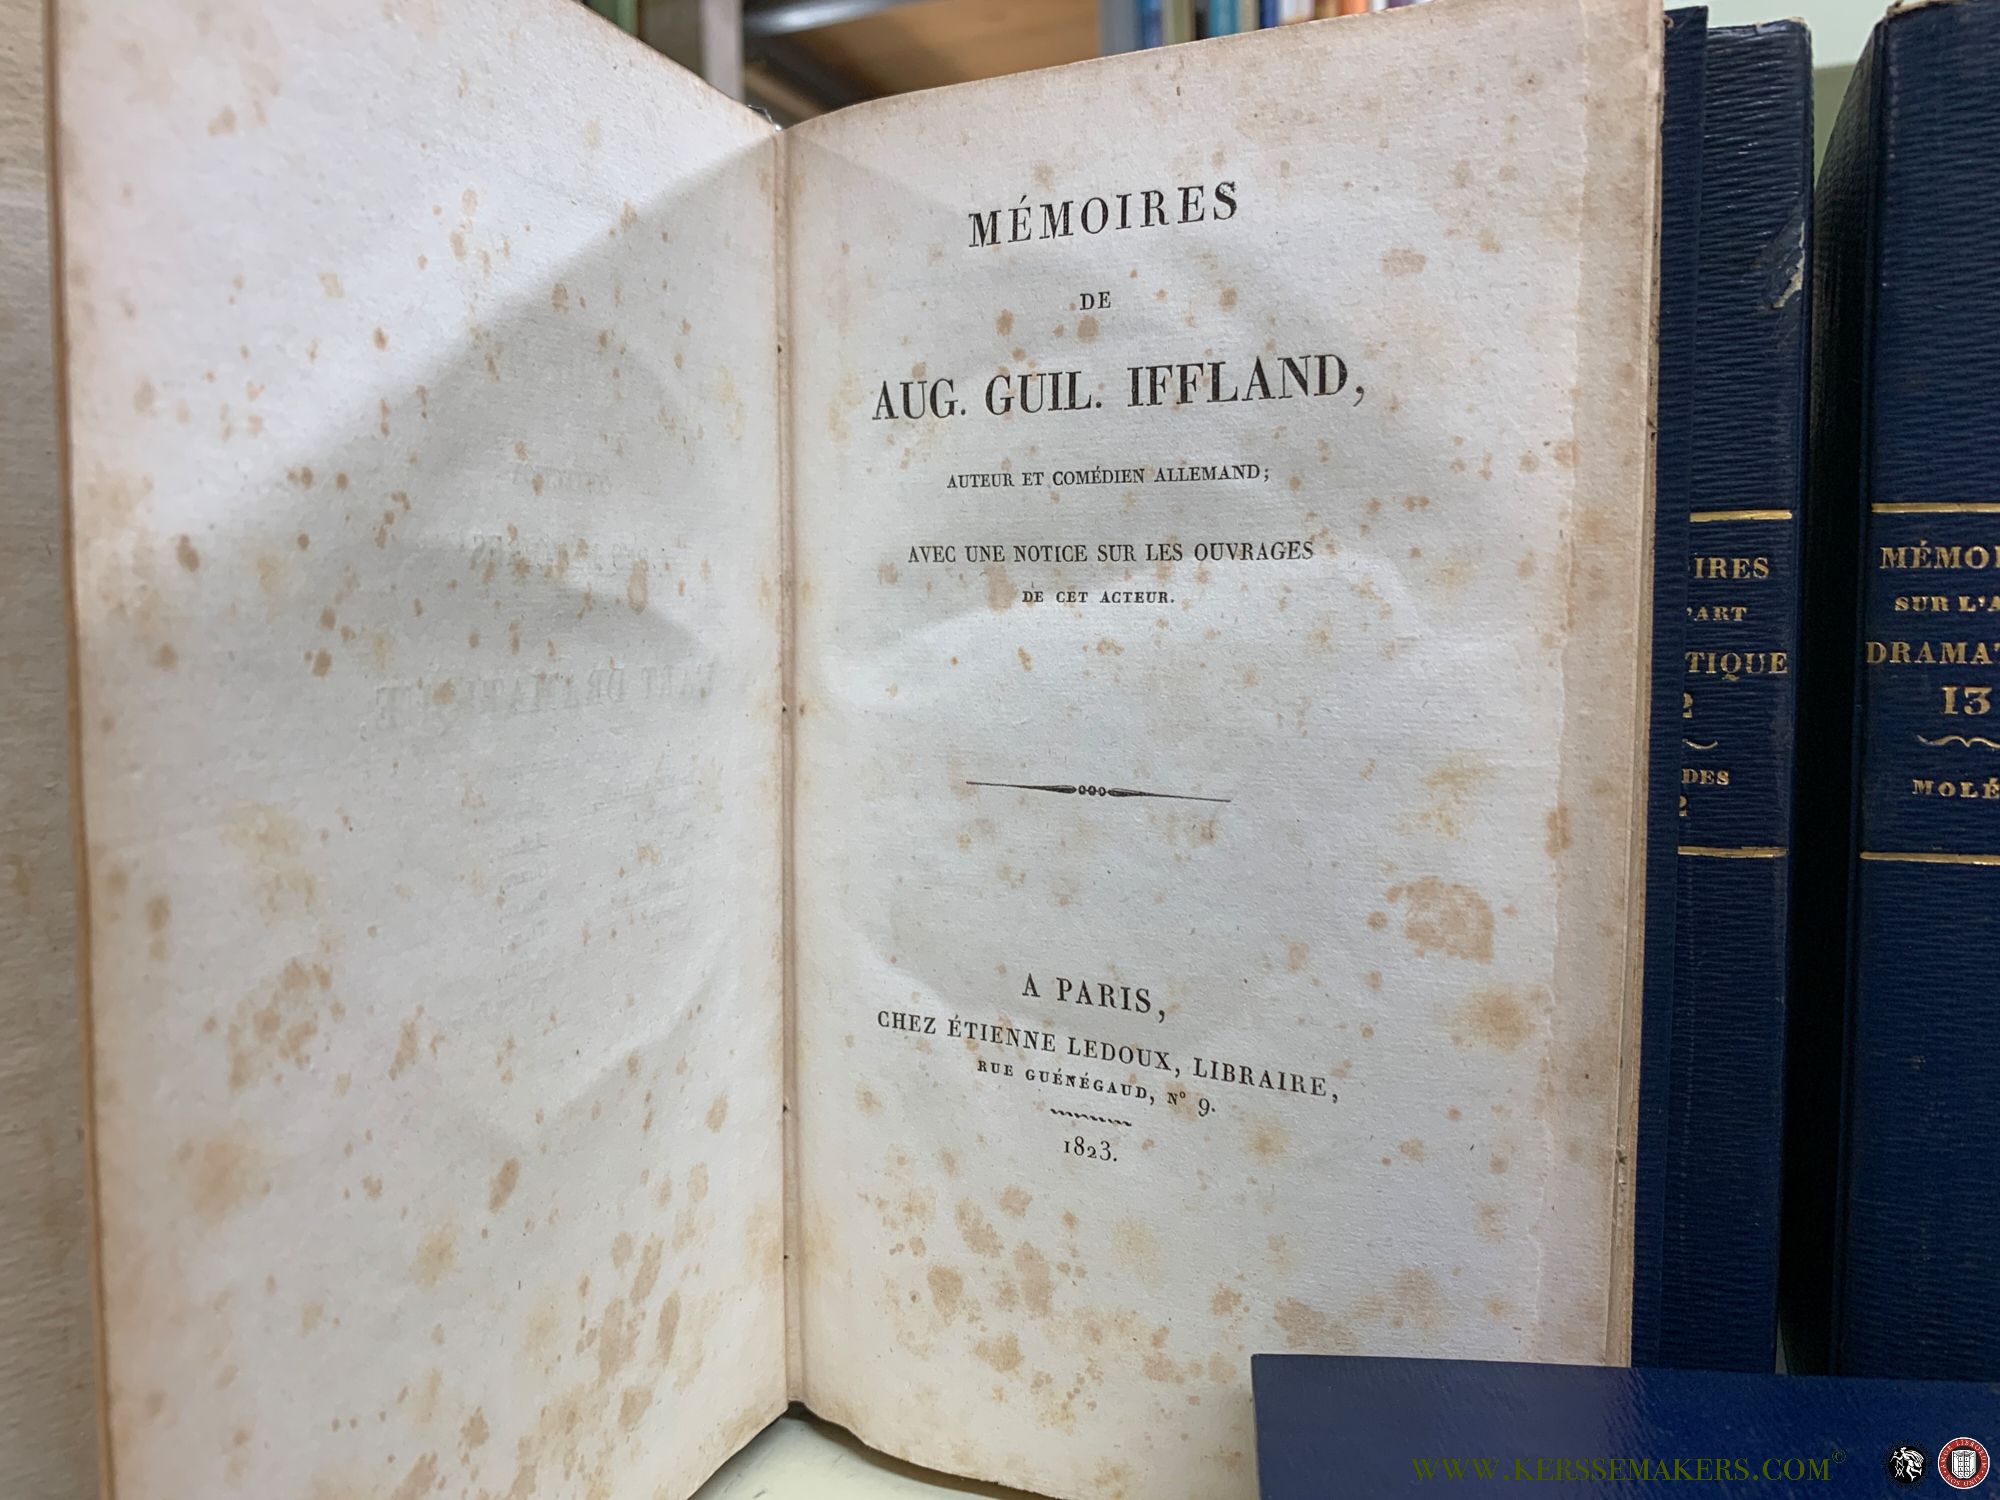 MÉMOIRES
DE
AUG. GUIL. IFFLAND,
AUTEUR ET COMÉDIEN ALLEMAND;
AVEC UNE NOTICE SUR LES OUVRAGES
DE CET ACTEUR.
A PARIS,
CHEZ ÉTIENNE LEDOUX, LIBRAIRE,
RUE GUÉNÉGAUD, N° 9.
1823.
IRES
'ART
TIQUE
2
DES
MÉMOI
SUR L'A
DRAMAT
13
MOLÉ
WWW.KERSSEMAKERS.COM©